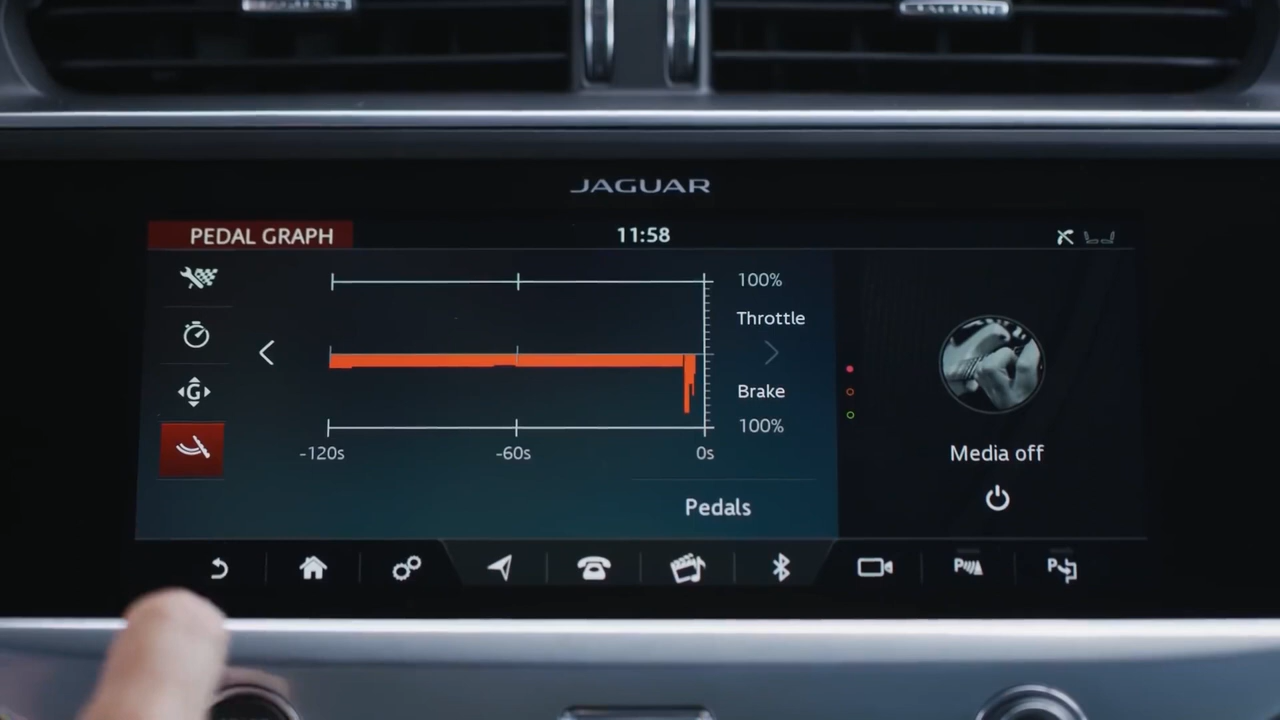 JAGUAR
PEDAL GRAPH
11:58
G
100%
Throttle
Brake
100%
-120s
-60s
0s
Pedals
Media off
P
P